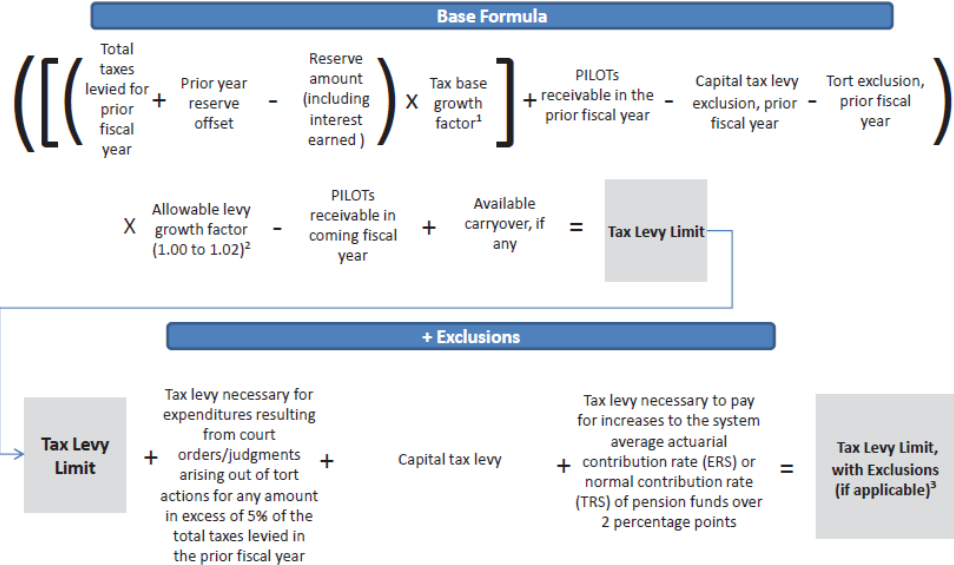 Base Formula
( [ ( Total
taxes
levied for
prior
fiscal
year
+
Prior year
reserve
offset
-
Reserve
amount
(including
interest
earned )
)
X
Tax base
growth
factor¹
]
+
PILOTs
receivable in the
prior fiscal year
-
Capital tax levy
exclusion, prior
fiscal year
-
Tort exclusion,
prior fiscal
year
)
X
Allowable levy
growth factor
(1.00 to 1.02)²
-
PILOTs
receivable in
coming fiscal
year
+
Available
carryover, if
any
=
Tax Levy Limit
+ Exclusions
Tax Levy
Limit
+
Tax levy necessary for
expenditures resulting
from court
orders/judgments
arising out of tort
actions for any amount
in excess of 5% of the
total taxes levied in
the prior fiscal year
+
Capital tax levy
+
Tax levy necessary to pay
for increases to the system
average actuarial
contribution rate (ERS) or
normal contribution rate
(TRS) of pension funds over
2 percentage points
=
Tax Levy Limit,
with Exclusions
(if applicable)³